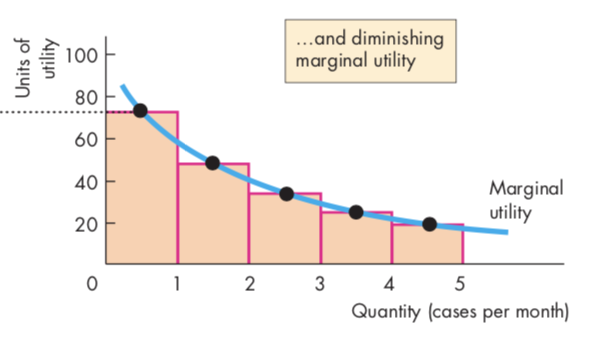 Units of
utility
…and diminishing
marginal utility
100
80
60
40
20
Marginal
utility
0
1
2
3
4
5
Quantity (cases per month)